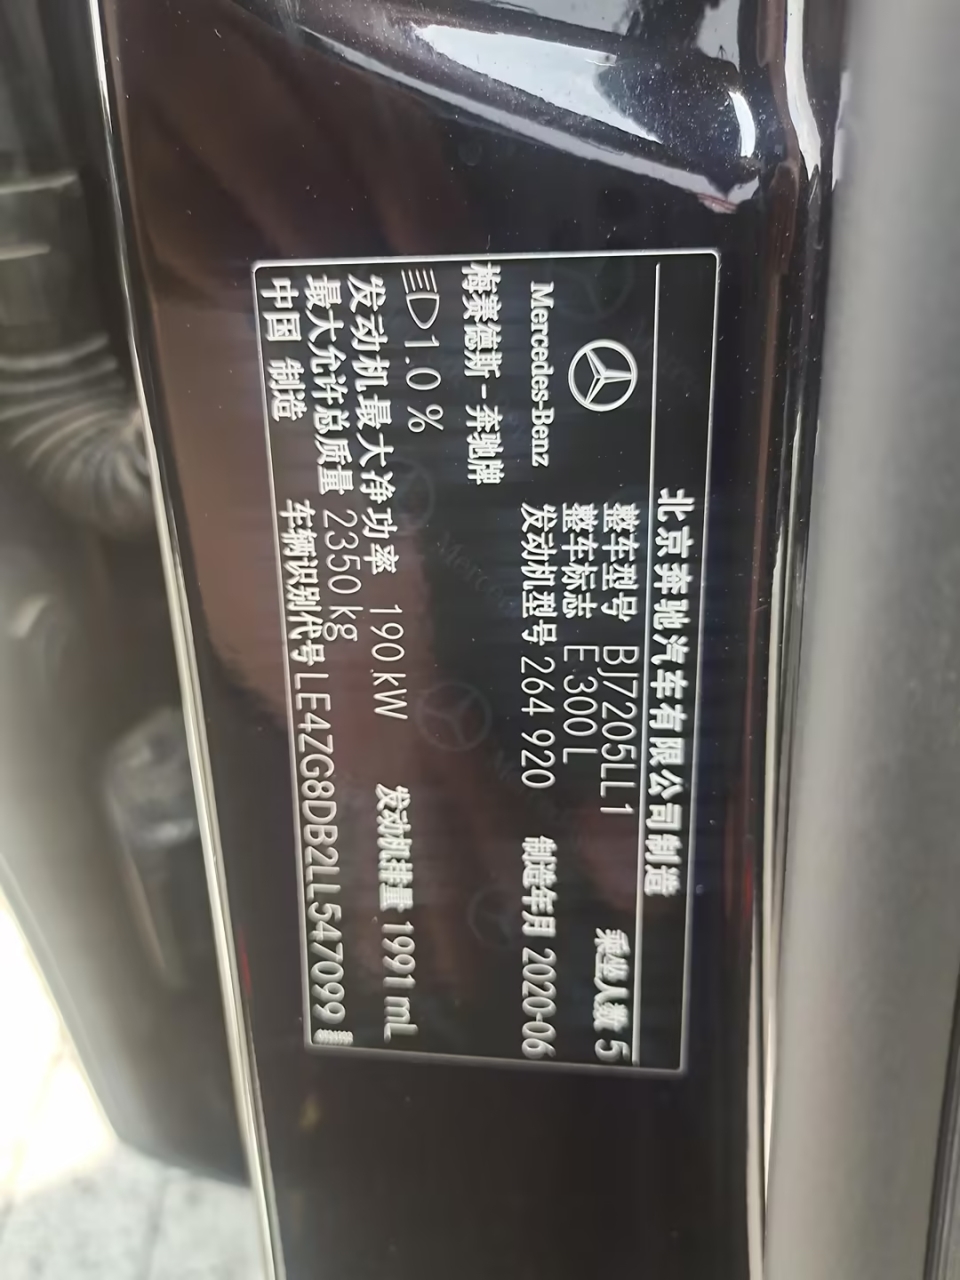 北京奔驰汽车有限公司制造
Mercedes-Benz
梅赛德斯-奔驰牌
整车型号 BJ7205LL1 乘坐人数 5
整车标志 E 300 L
发动机型号 264 920 制造年月 2020-06
1.0 %
发动机最大净功率 190 kW 发动机排量 1991 mL
最大允许总质量 2350 kg
中国 制造 车辆识别代号 LE4ZG8DB2LL547099